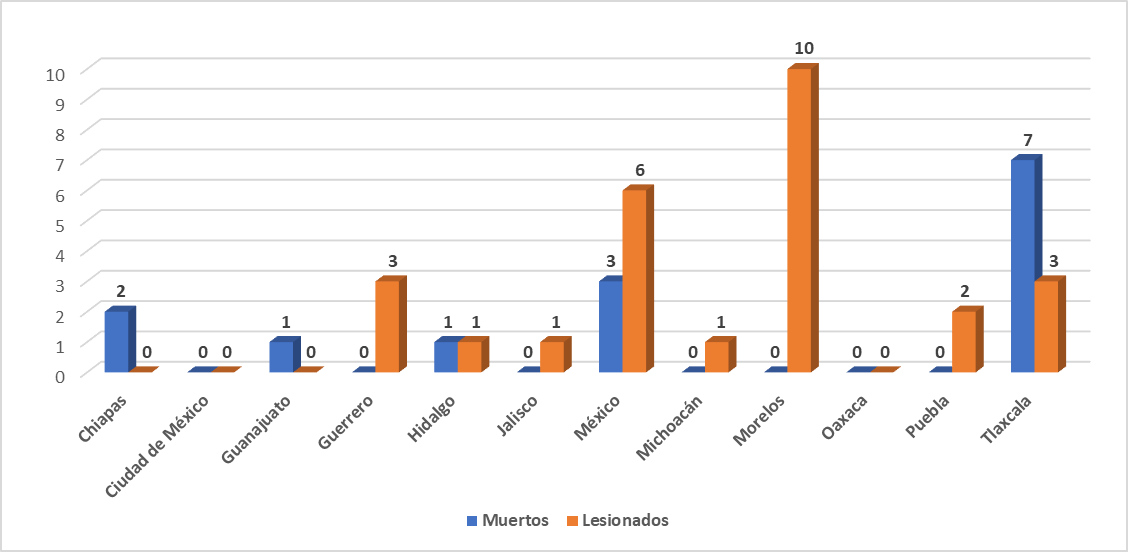 10
9
8
7
6
5
4
3
2
1
0
2 0
0 0
1 0
0 3
1 1
0 1
3 6
0 1
0 10
0 0
0 2
7 3
Chiapas
Ciudad de México
Guanajuato
Guerrero
Hidalgo
Jalisco
México
Michoacán
Morelos
Oaxaca
Puebla
Tlaxcala
Muertos Lesionados